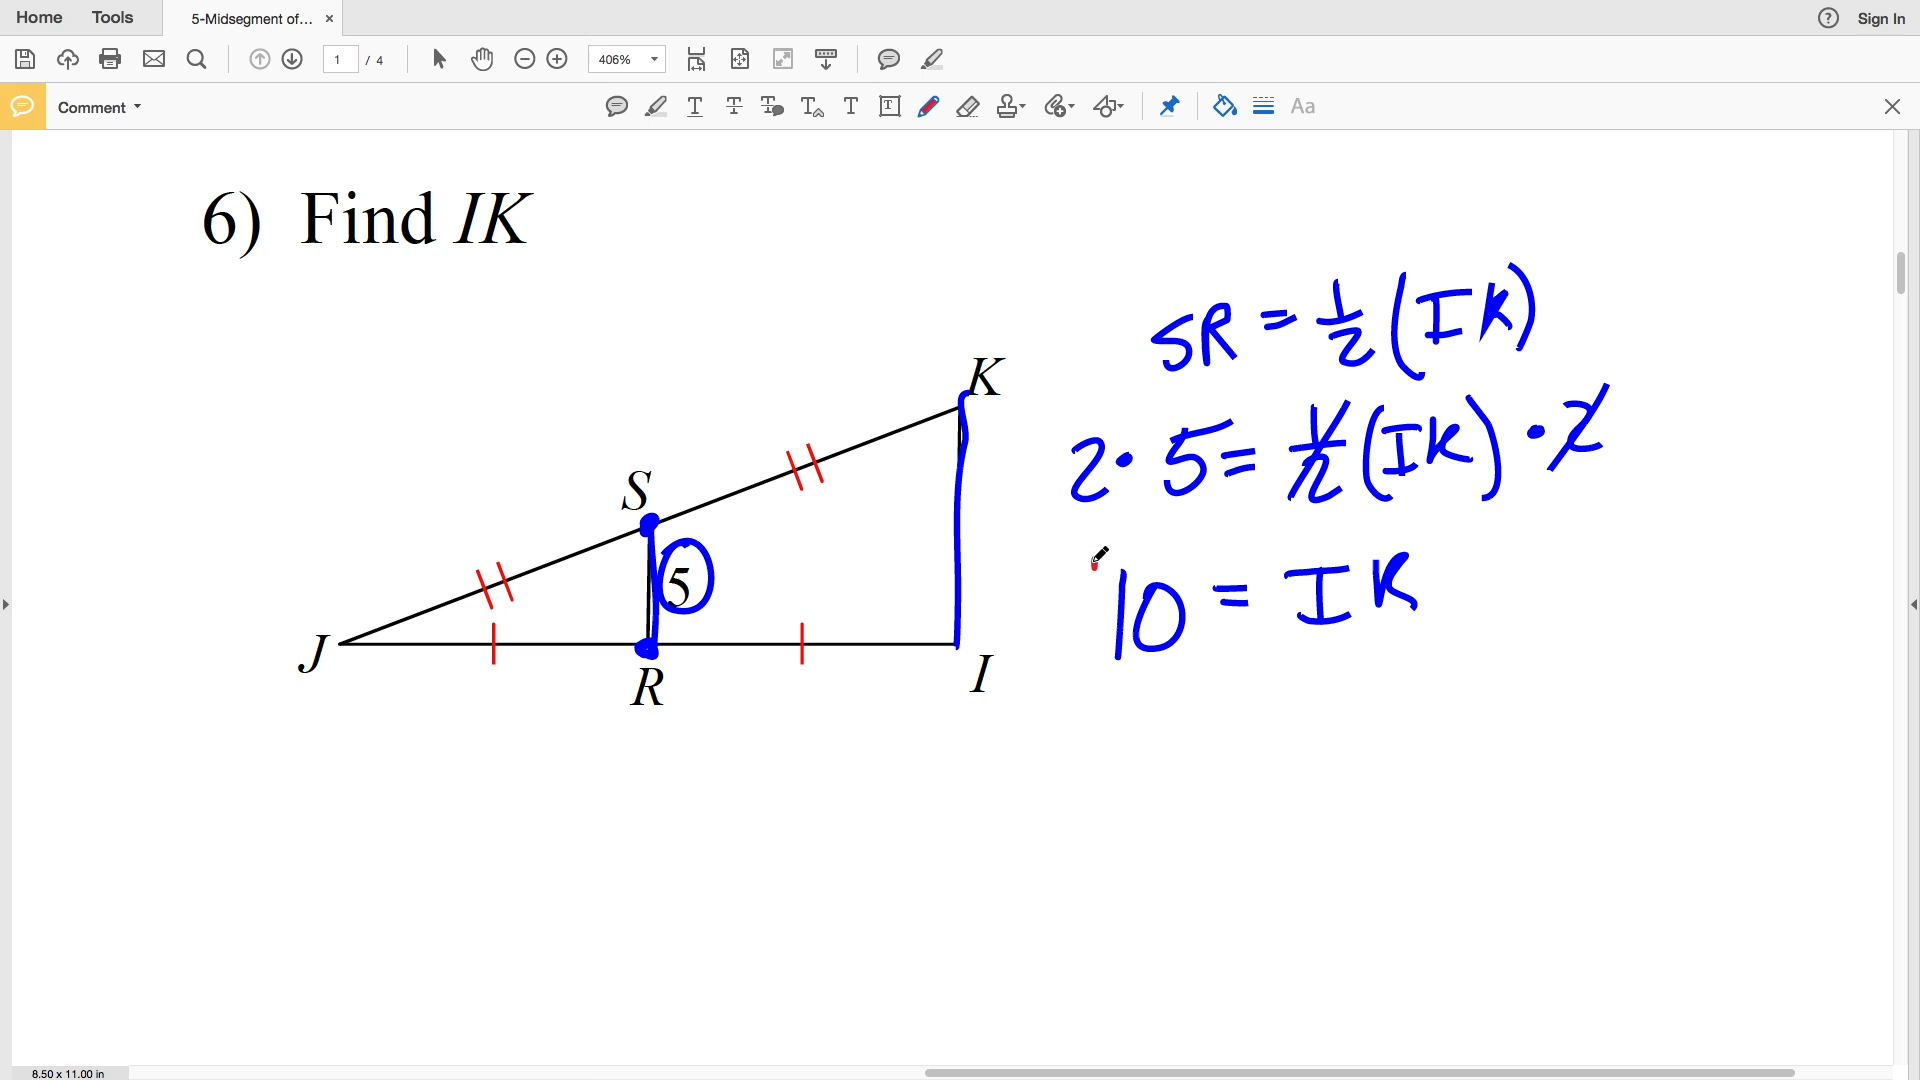 Home Tools 5-Midsegment of... × ? Sign In
1 / 4 406%
Comment T T T T T T Aa
6) Find IK
SR = 1/2 (IK)
2 · 5 = 1/2 (IK) · 2
10 = IK
K
S
5
J
R
I
8.50 x 11.00 in